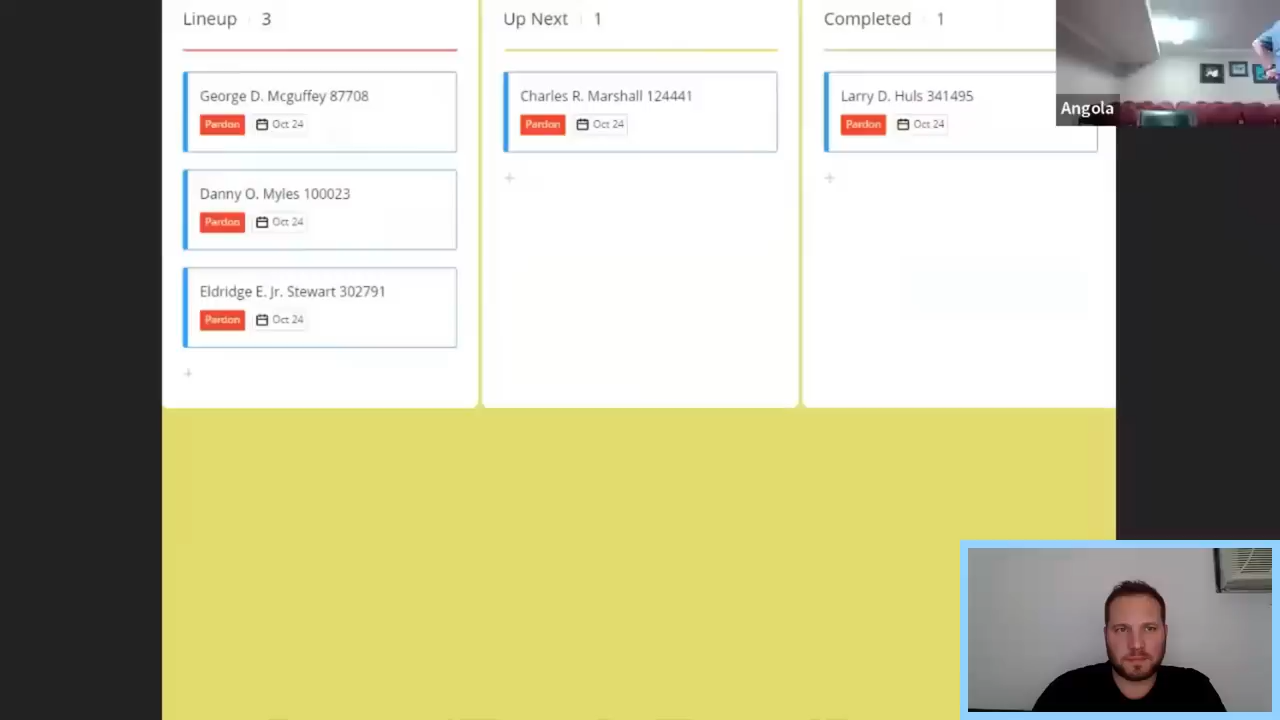 Lineup 3
George D. Mcguffey 87708
Pardon Oct 24
Danny O. Myles 100023
Pardon Oct 24
Eldridge E. Jr. Stewart 302791
Pardon Oct 24
+
Up Next 1
Charles R. Marshall 124441
Pardon Oct 24
+
Completed 1
Larry D. Huls 341495
Pardon Oct 24
+
Angola